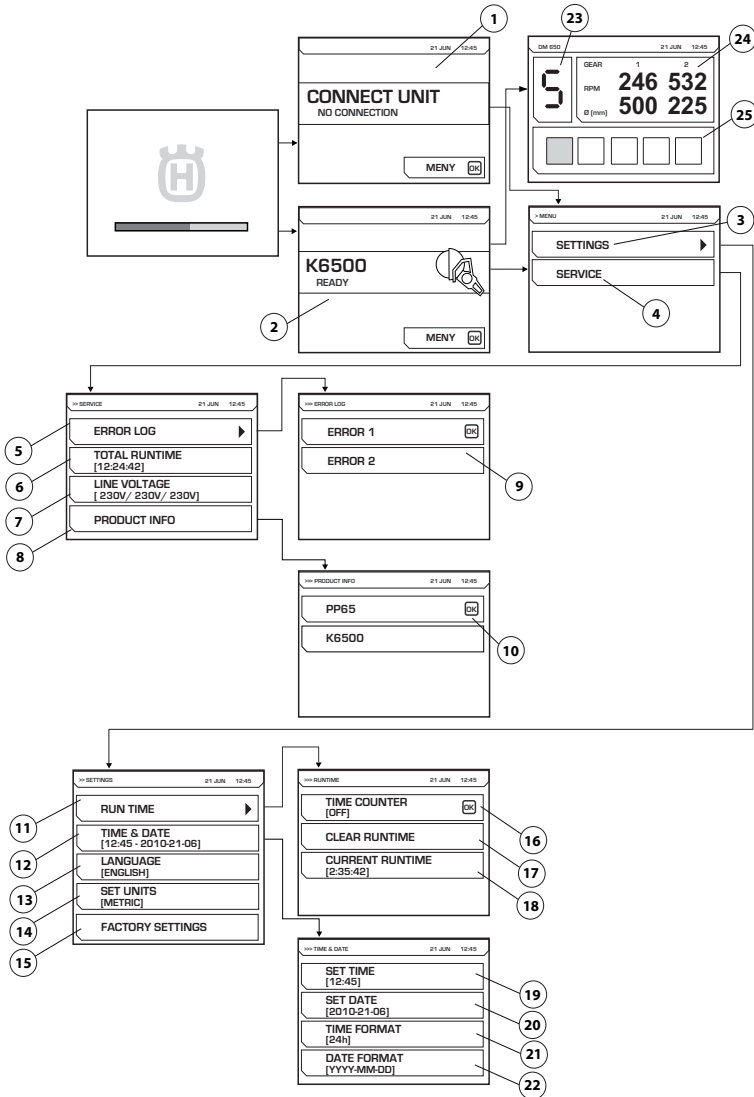 1
21 JUN 12:45
CONNECT UNIT
NO CONNECTION
MENY OK
23
24
25
DM 650 21 JUN 12:45
GEAR 1 2
RPM 246 532
Ø (mm) 500 225
5
H
21 JUN 12:45
K6500
READY
MENY OK
2
> MENU 21 JUN 12:45
SETTINGS
SERVICE
3
4
>> SERVICE 21 JUN 12:45
ERROR LOG
TOTAL RUNTIME
[12:24:42]
LINE VOLTAGE
[ 230V/ 230V/ 230V]
PRODUCT INFO
5
6
7
8
>>> ERROR LOG 21 JUN 12:45
ERROR 1 OK
ERROR 2
9
>>> PRODUCT INFO 21 JUN 12:45
PP65 OK
K6500
10
>> SETTINGS 21 JUN 12:45
RUN TIME
TIME & DATE
[12:45 - 2010-21-06]
LANGUAGE
[ENGLISH]
SET UNITS
[METRIC]
FACTORY SETTINGS
11
12
13
14
15
>>> RUNTIME 21 JUN 12:45
TIME COUNTER
[OFF] OK
CLEAR RUNTIME
CURRENT RUNTIME
[2:35:42]
16
17
18
>>> TIME & DATE 21 JUN 12:45
SET TIME
[12:45]
SET DATE
[2010-21-06]
TIME FORMAT
[24h]
DATE FORMAT
[YYYY-MM-DD]
19
20
21
22